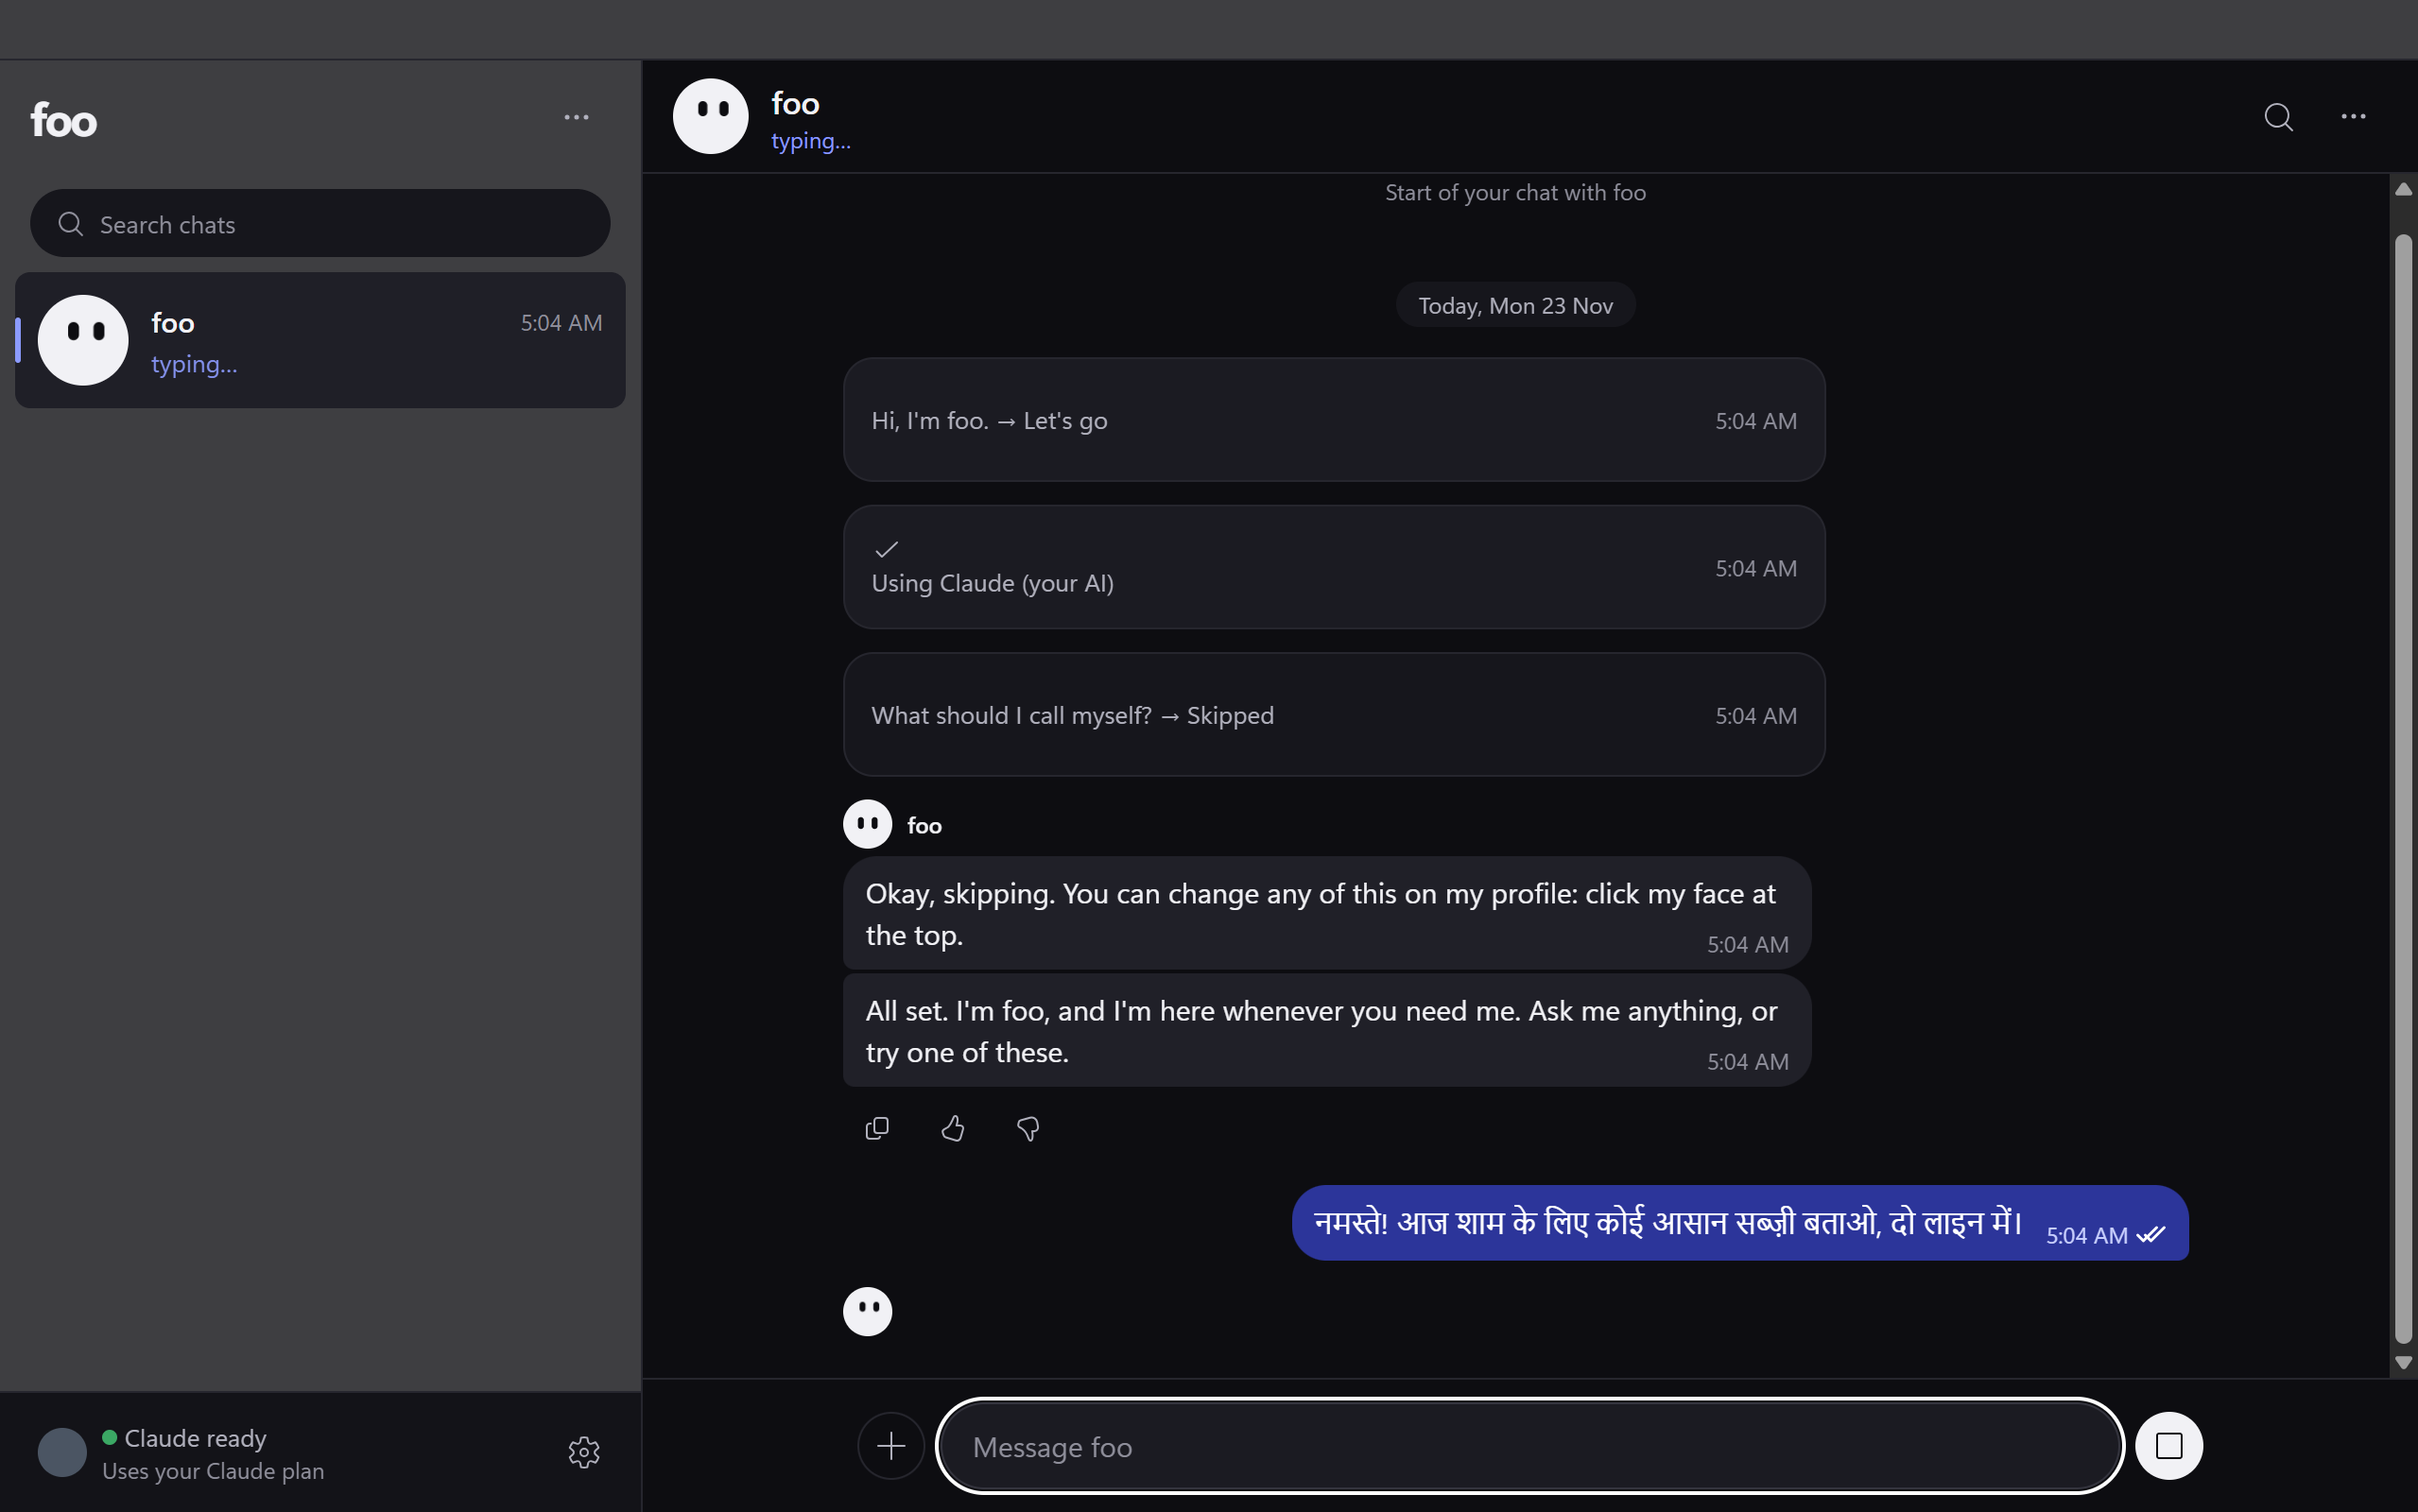 foo
Search chats
foo
5:04 AM
typing...
Claude ready
Uses your Claude plan
foo
typing...
Start of your chat with foo
Today, Mon 23 Nov
Hi, I'm foo. → Let's go
5:04 AM
Using Claude (your AI)
5:04 AM
What should I call myself? → Skipped
5:04 AM
foo
Okay, skipping. You can change any of this on my profile: click my face at
the top.
5:04 AM
All set. I'm foo, and I'm here whenever you need me. Ask me anything, or
try one of these.
5:04 AM
नमस्ते! आज शाम के लिए कोई आसान सब्ज़ी बताओ, दो लाइन में।
5:04 AM
Message foo